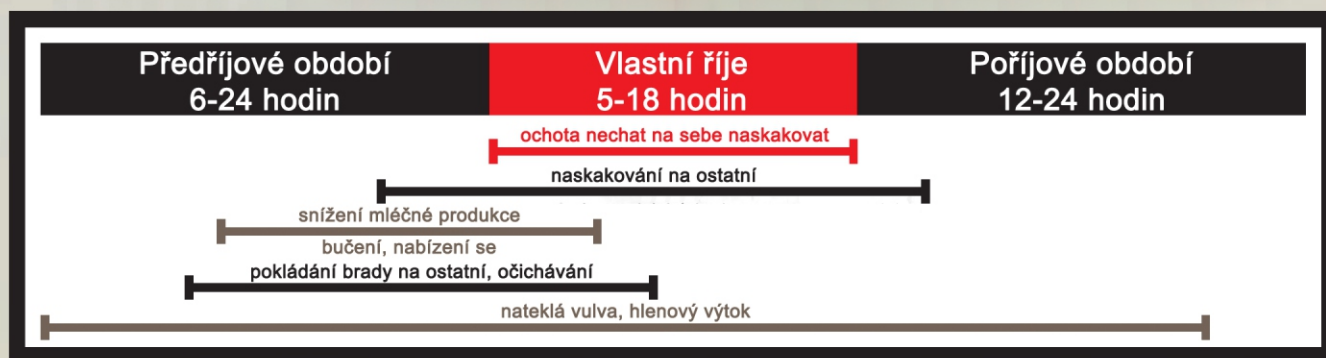 Předříjové období
6-24 hodin
Vlastní říje
5-18 hodin
Poříjové období
12-24 hodin
ochota nechat na sebe naskakovat
naskakování na ostatní
snížení mléčné produkce
bučení, nabízení se
pokládání brady na ostatní, očichávání
nateklá vulva, hlenový výtok